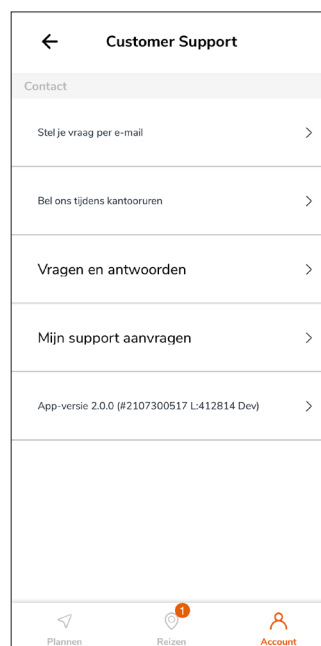 Customer Support
Contact
Stel je vraag per e-mail
Bel ons tijdens kantooruren
Vragen en antwoorden
Mijn support aanvragen
App-versie 2.0.0 (#2107300517 L:412814 Dev)
1
Plannen
Reizen
Account